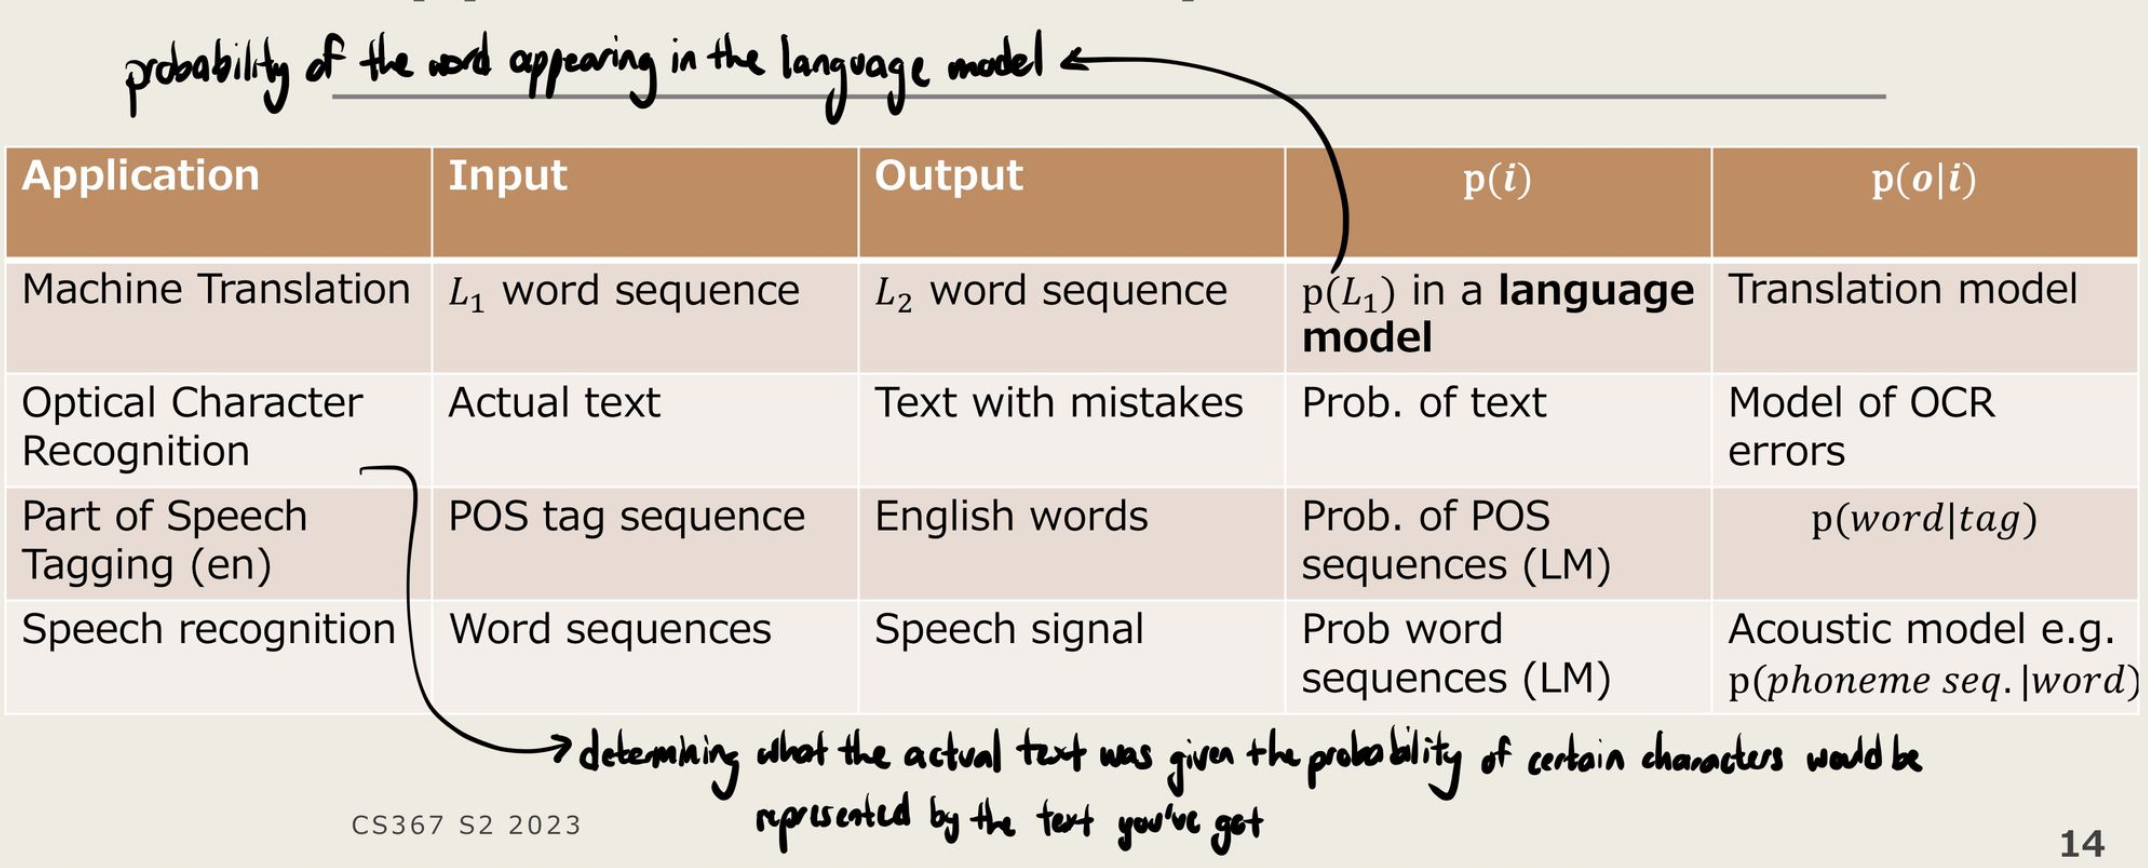 probability of the word appearing in the language model
Application Input Output p(i) p(o|i)
Machine Translation L₁ word sequence L₂ word sequence p(L₁) in a language model Translation model
Optical Character Recognition Actual text Text with mistakes Prob. of text Model of OCR errors
Part of Speech Tagging (en) POS tag sequence English words Prob. of POS sequences (LM) p(word|tag)
Speech recognition Word sequences Speech signal Prob word sequences (LM) Acoustic model e.g. p(phoneme seq.|word)
determining what the actual text was given the probability of certain characters would be
represented by the text you've got
CS367 S2 2023
14